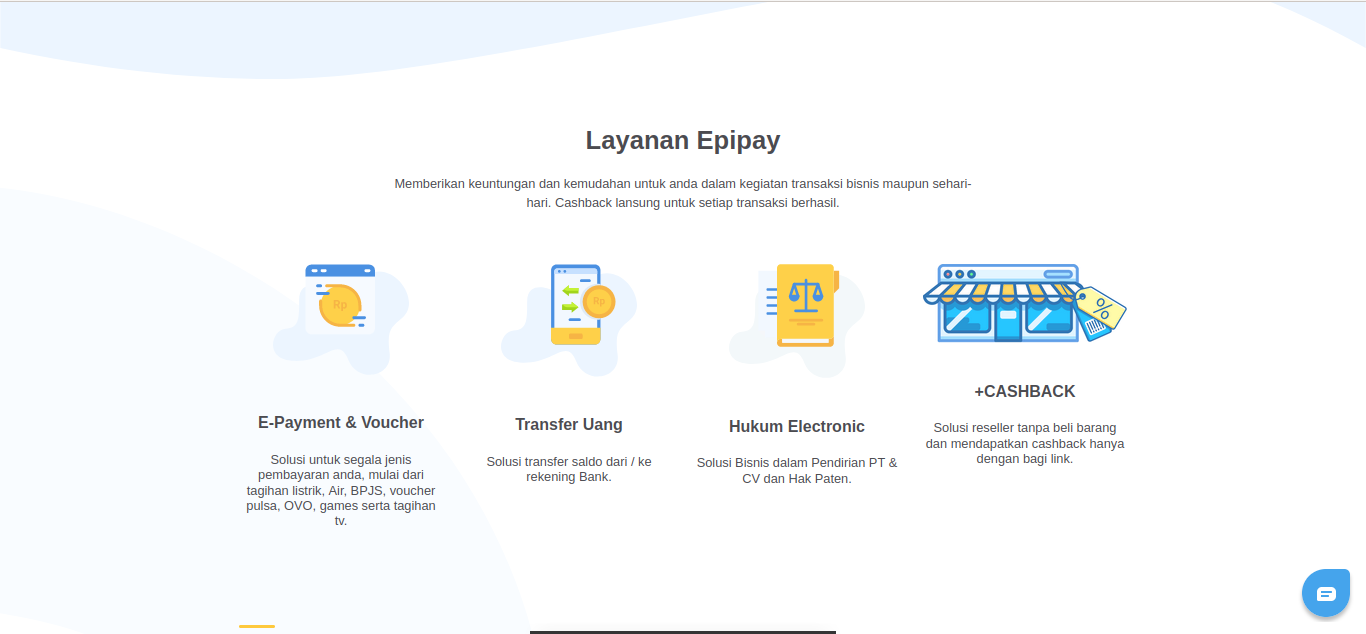 Layanan Epipay
Memberikan keuntungan dan kemudahan untuk anda dalam kegiatan transaksi bisnis maupun sehari-
hari. Cashback lansung untuk setiap transaksi berhasil.
Rp
Rp
%
E-Payment & Voucher
Solusi untuk segala jenis
pembayaran anda, mulai dari
tagihan listrik, Air, BPJS, voucher
pulsa, OVO, games serta tagihan
tv.
Transfer Uang
Solusi transfer saldo dari / ke
rekening Bank.
Hukum Electronic
Solusi Bisnis dalam Pendirian PT &
CV dan Hak Paten.
+CASHBACK
Solusi reseller tanpa beli barang
dan mendapatkan cashback hanya
dengan bagi link.